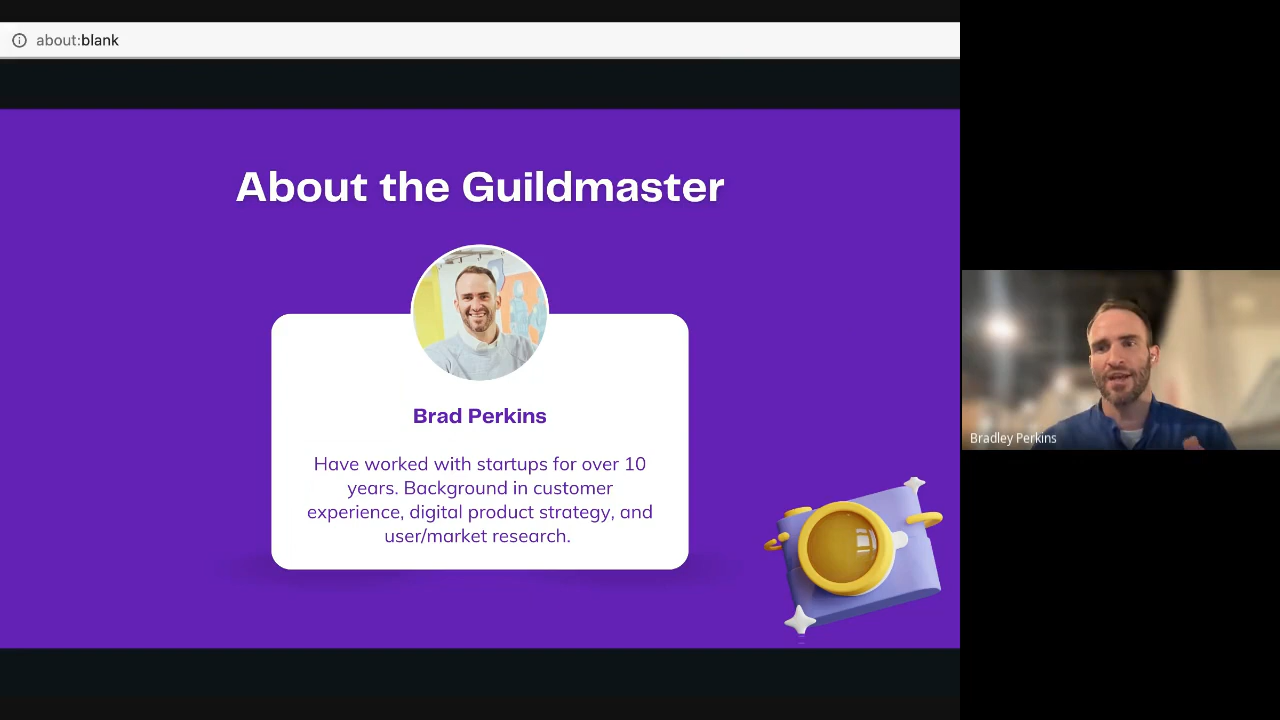 about:blank
About the Guildmaster
Brad Perkins
Have worked with startups for over 10
years. Background in customer
experience, digital product strategy, and
user/market research.
Bradley Perkins